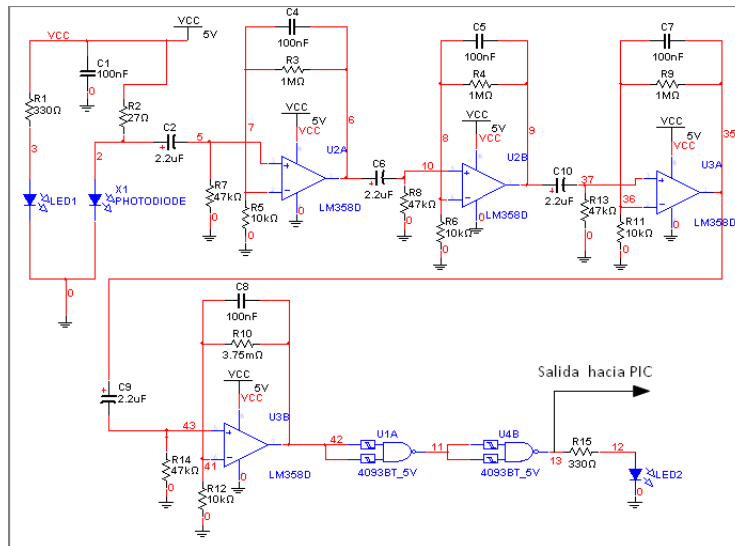 VCC
VCC
5V
C1
100nF
0
R1
330Ω
R2
27Ω
3
2
LED1
X1
PHOTODIODE
0
C2
2.2uF
5
R7
47kΩ
0
C4
100nF
R3
1MΩ
7
6
VCC
5V
VCC
U2A
LM358D
R5
10kΩ
0
0
C6
2.2uF
10
R8
47kΩ
0
C5
100nF
R4
1MΩ
8
9
VCC
5V
VCC
U2B
LM358D
R6
10kΩ
0
0
C10
2.2uF
37
R13
47kΩ
0
C7
100nF
R9
1MΩ
35
VCC
5V
VCC
U3A
LM358D
36
R11
10kΩ
0
0
C9
2.2uF
43
R14
47kΩ
0
C8
100nF
R10
3.75mΩ
VCC
5V
VCC
U3B
LM358D
41
R12
10kΩ
0
0
42
U1A
4093BT_5V
11
U4B
4093BT_5V
13
Salida hacia PIC
R15
330Ω
12
LED2
0